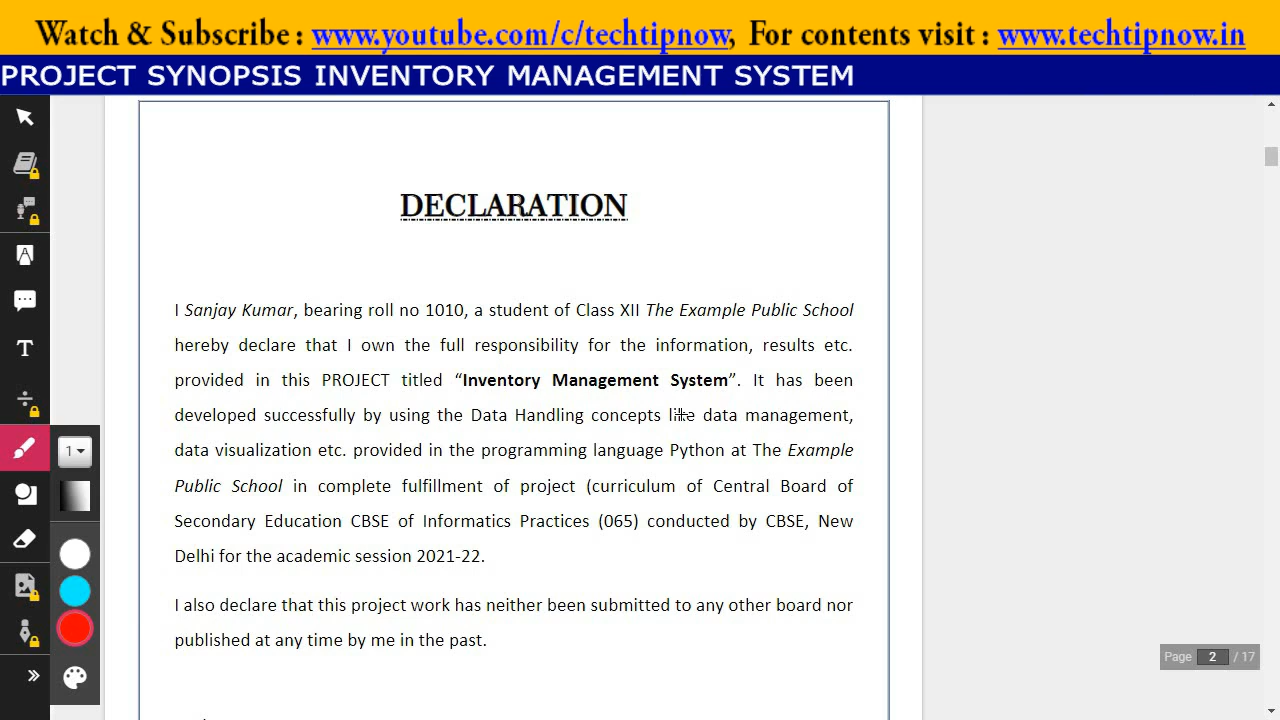 Watch & Subscribe : www.youtube.com/c/techtipnow, For contents visit : www.techtipnow.in
PROJECT SYNOPSIS INVENTORY MANAGEMENT SYSTEM
DECLARATION
I Sanjay Kumar, bearing roll no 1010, a student of Class XII The Example Public School
hereby declare that I own the full responsibility for the information, results etc.
provided in this PROJECT titled “Inventory Management System”. It has been
developed successfully by using the Data Handling concepts like data management,
data visualization etc. provided in the programming language Python at The Example
Public School in complete fulfillment of project (curriculum of Central Board of
Secondary Education CBSE of Informatics Practices (065) conducted by CBSE, New
Delhi for the academic session 2021-22.
I also declare that this project work has neither been submitted to any other board nor
published at any time by me in the past.
T
1
Page 2 / 17